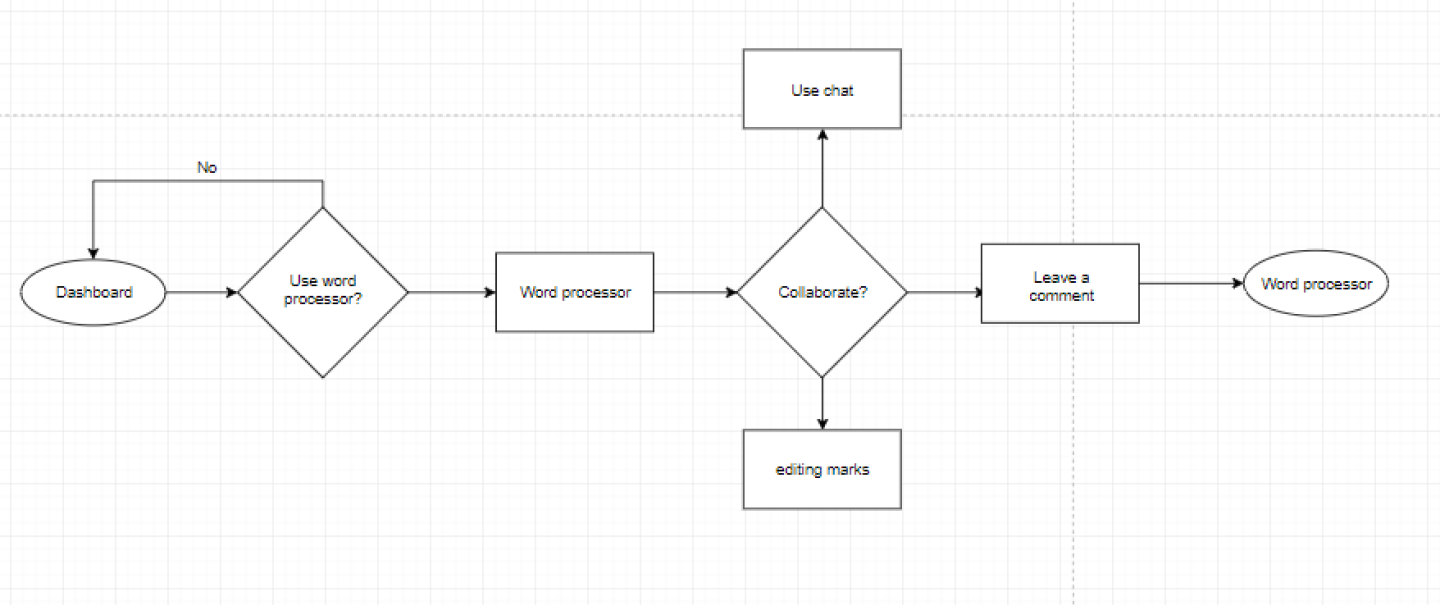 Use chat
No
Dashboard
Use word
processor?
Word processor
Collaborate?
Leave a
comment
Word processor
editing marks